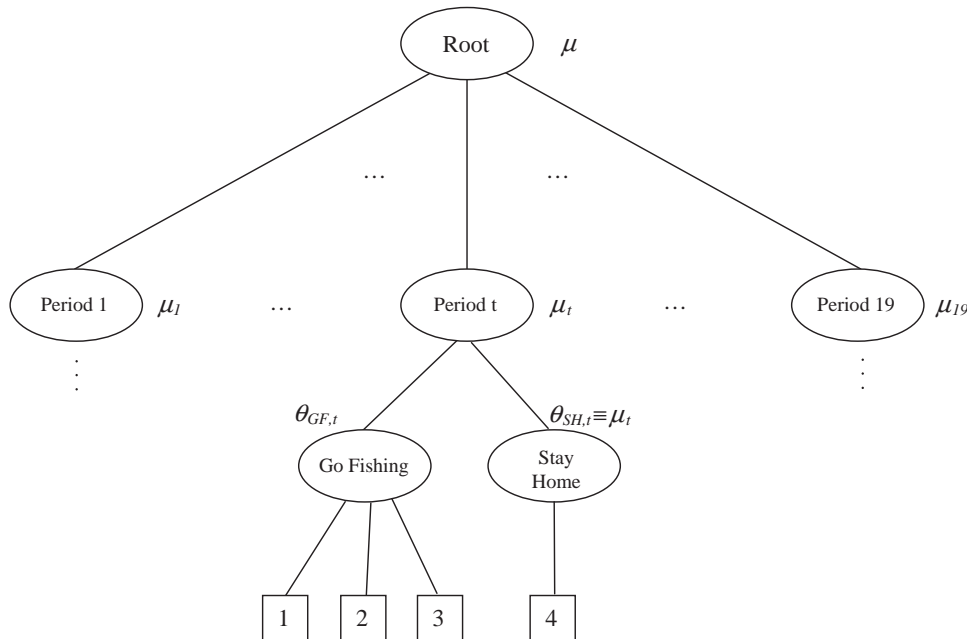 Root μ
… …
Period 1 μ1 … Period t μt … Period 19 μ19
θGF,t θSH,t≡μt
Go Fishing Stay
Home
1 2 3 4